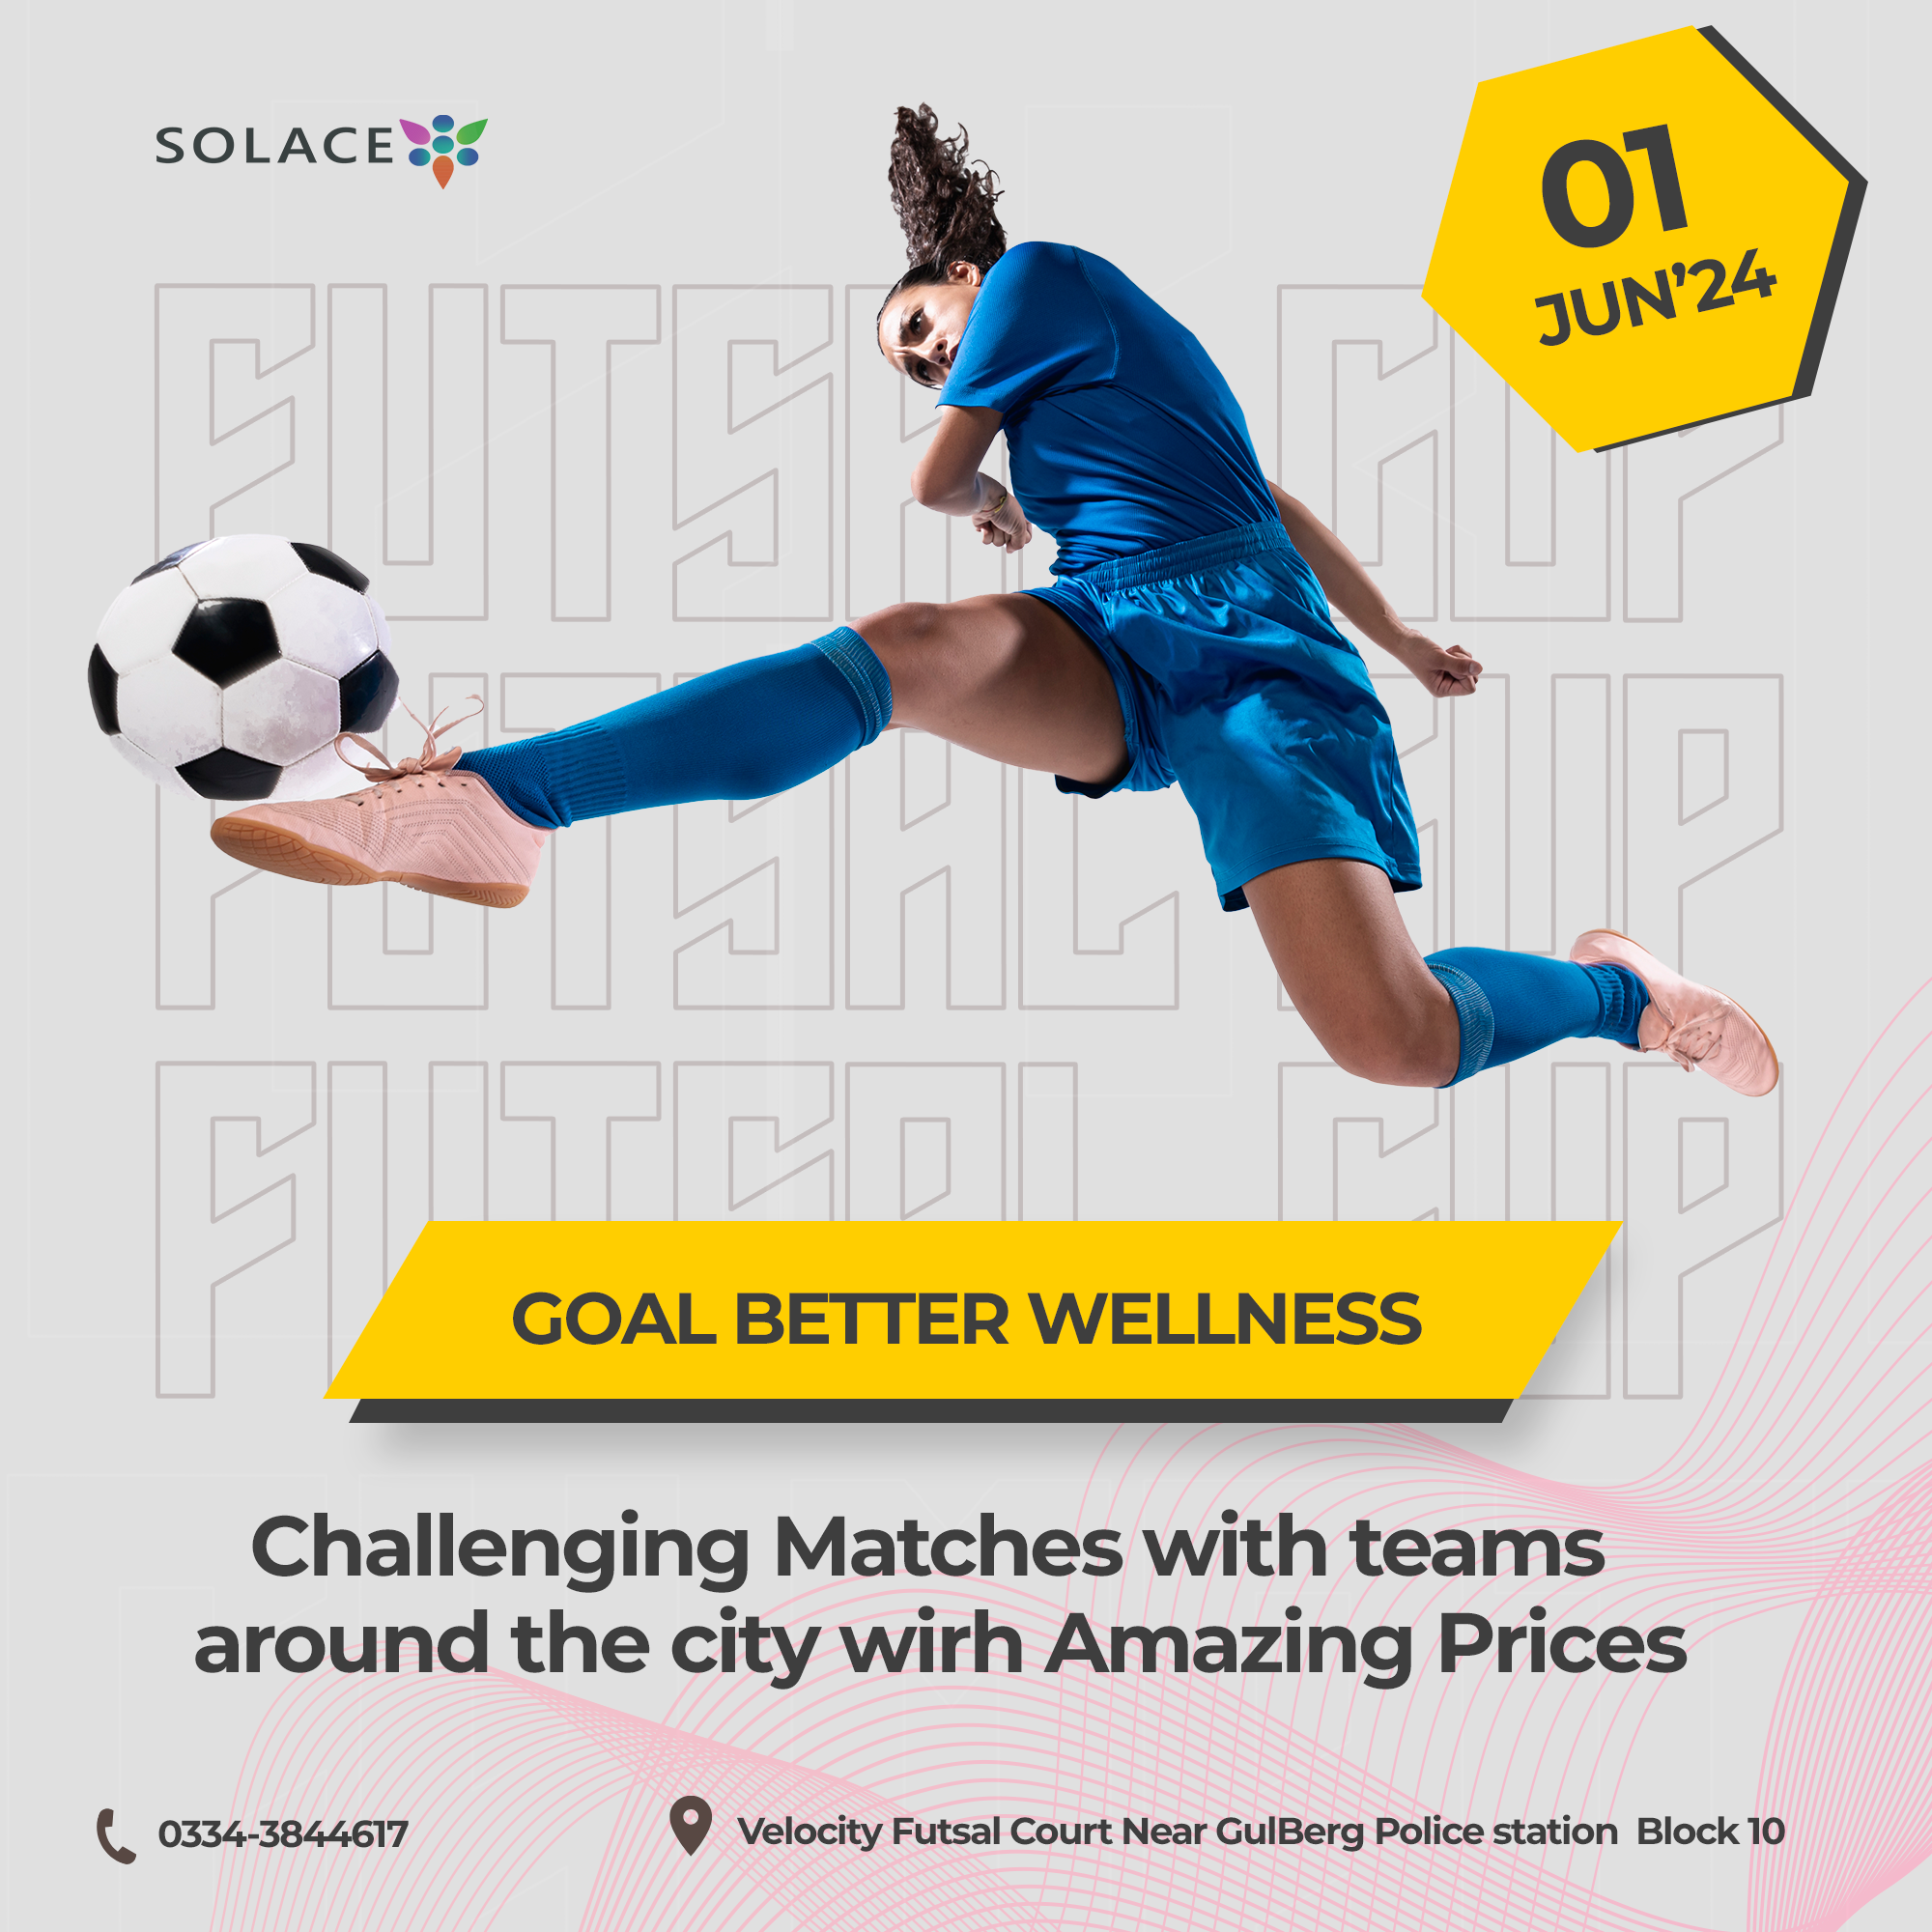 SOLACE
01
JUN'24
FUTSAL CUP
FUTSAL CUP
FUTSAL CUP
GOAL BETTER WELLNESS
Challenging Matches with teams
around the city wirh Amazing Prices
0334-3844617
Velocity Futsal Court Near GulBerg Police station Block 10